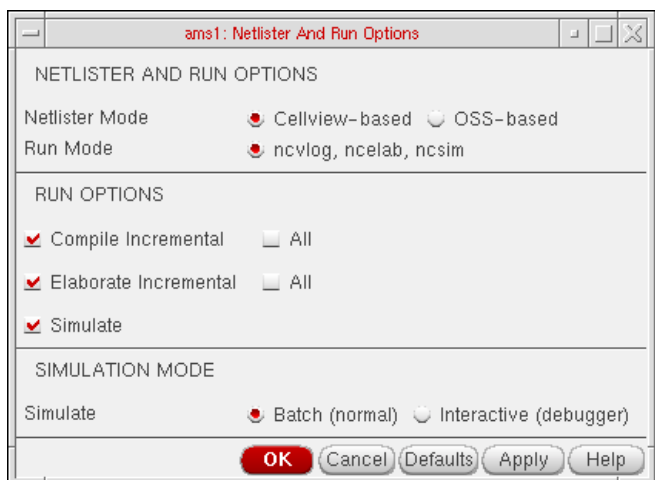 ams1: Netlister And Run Options
NETLISTER AND RUN OPTIONS
Netlister Mode Cellview-based OSS-based
Run Mode ncvlog, ncelab, ncsim
RUN OPTIONS
Compile Incremental All
Elaborate Incremental All
Simulate
SIMULATION MODE
Simulate Batch (normal) Interactive (debugger)
OK Cancel Defaults Apply Help